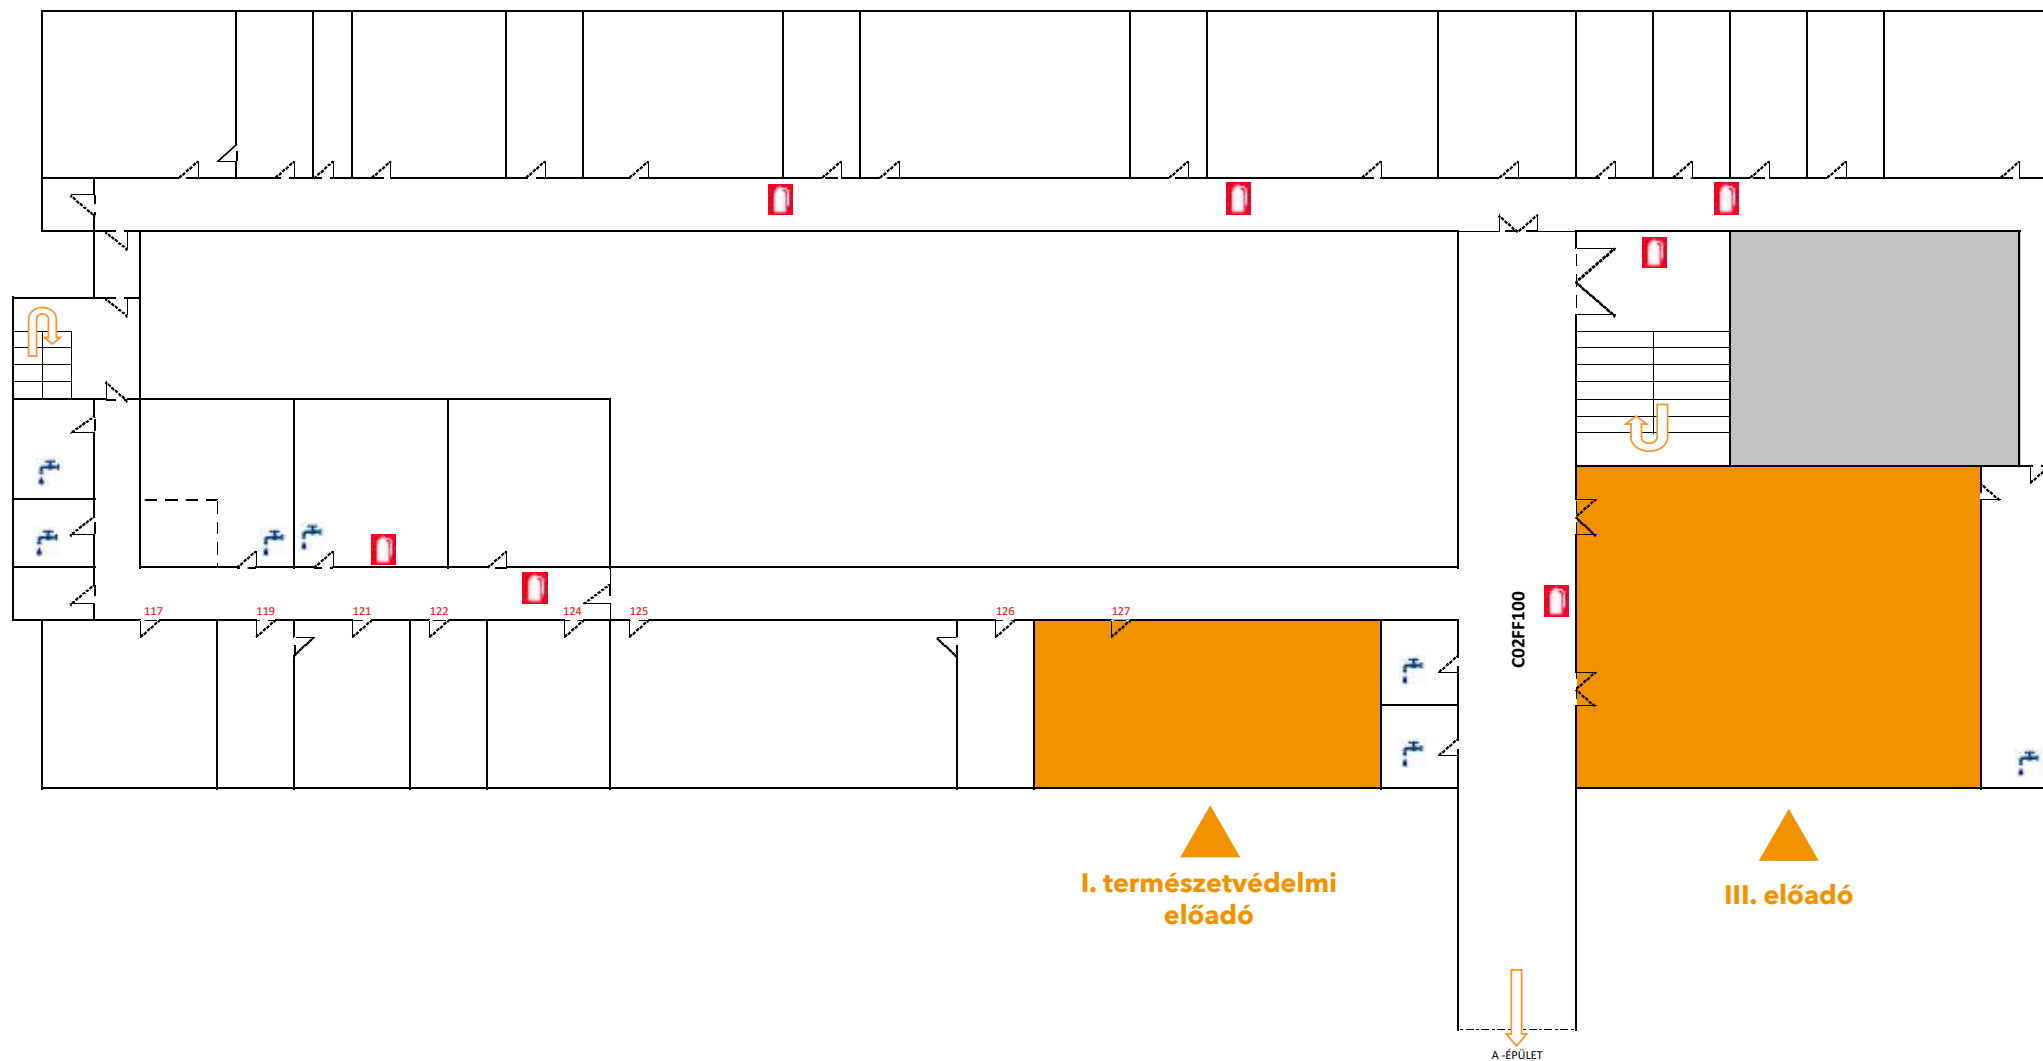 117 119 121 122 124 125 126 127
C02FF100
I. természetvédelmi
előadó
III. előadó
A -ÉPÜLET